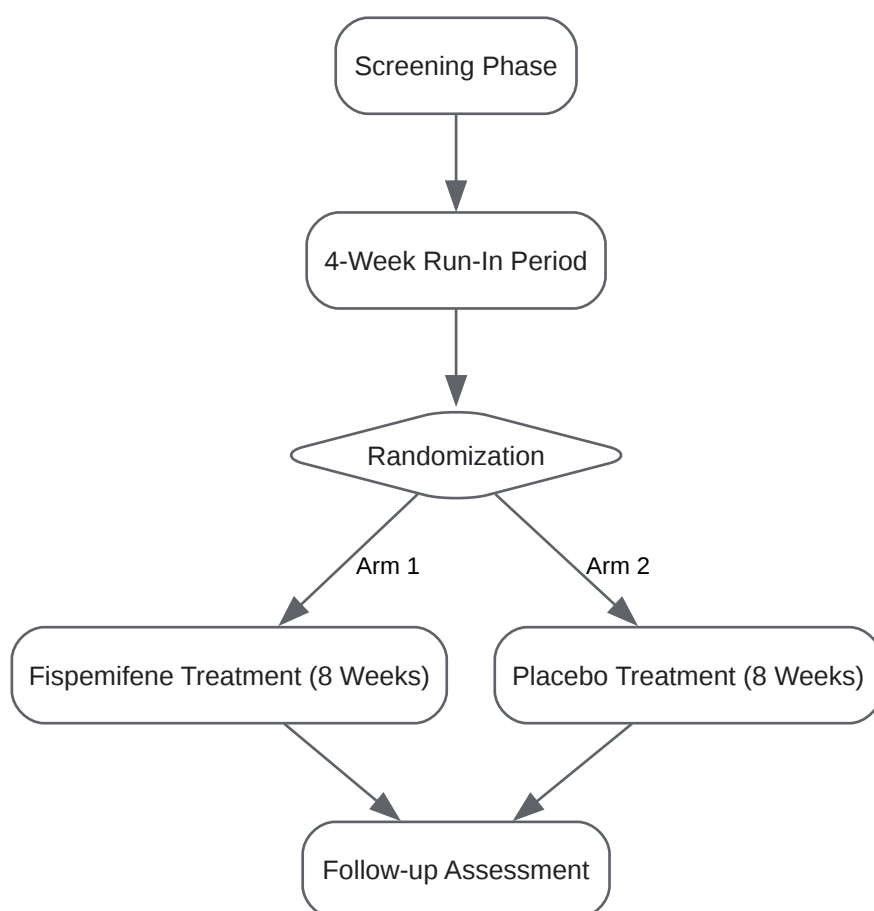 Screening Phase
4-Week Run-In Period
Randomization
Arm 1
Arm 2
Fispemifene Treatment (8 Weeks)
Placebo Treatment (8 Weeks)
Follow-up Assessment